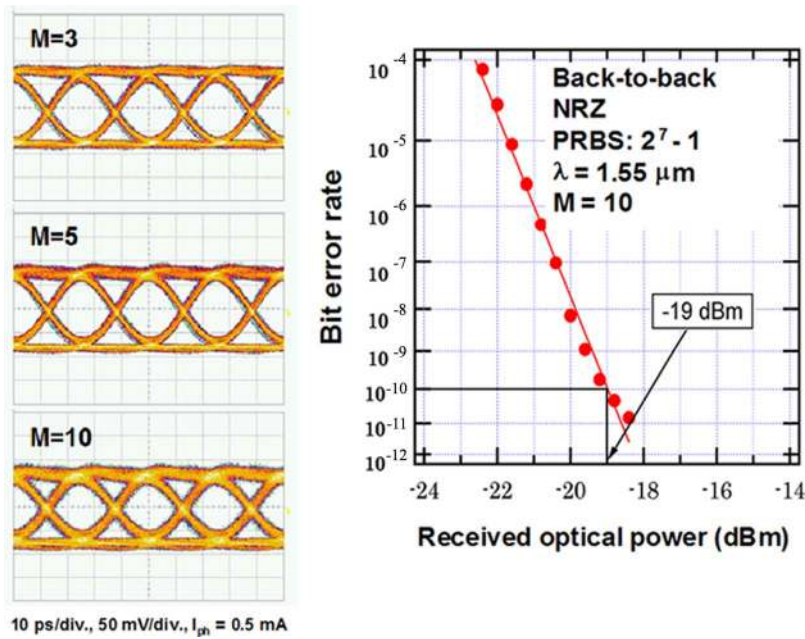 M=3
M=5
M=10
10 ps/div., 50 mV/div., I_ph = 0.5 mA
Bit error rate
10^-4
10^-5
10^-6
10^-7
10^-8
10^-9
10^-10
10^-11
10^-12
Back-to-back
NRZ
PRBS: 2^7 - 1
λ = 1.55 μm
M = 10
-19 dBm
-24 -22 -20 -18 -16 -14
Received optical power (dBm)